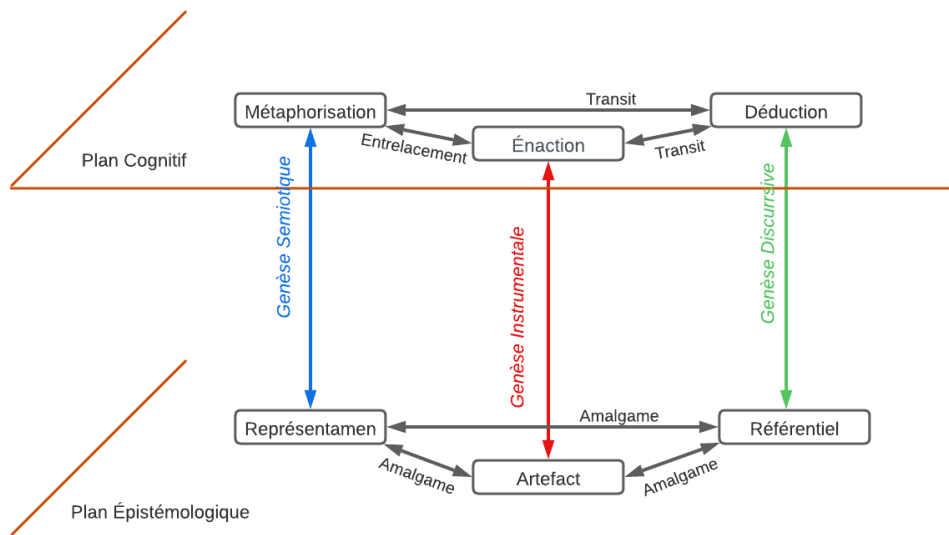 Transit
Métaphorisation
Déduction
Énaction
Entrelacement
Transit
Plan Cognitif
Genèse Semiotique
Genèse Instrumentale
Genèse Discurrsive
Amalgame
Représentamen
Référentiel
Artefact
Amalgame
Amalgame
Plan Épistémologique